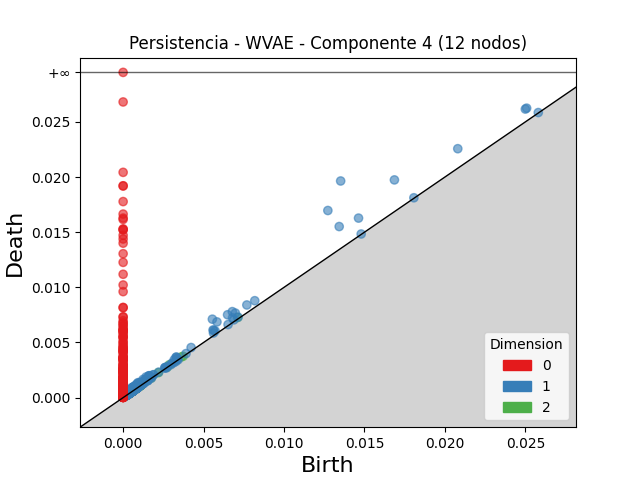 Persistencia - WVAE - Componente 4 (12 nodos)
+∞
0.025
0.020
0.015
0.010
0.005
0.000
Death
Dimension
0
1
2
0.000 0.005 0.010 0.015 0.020 0.025
Birth